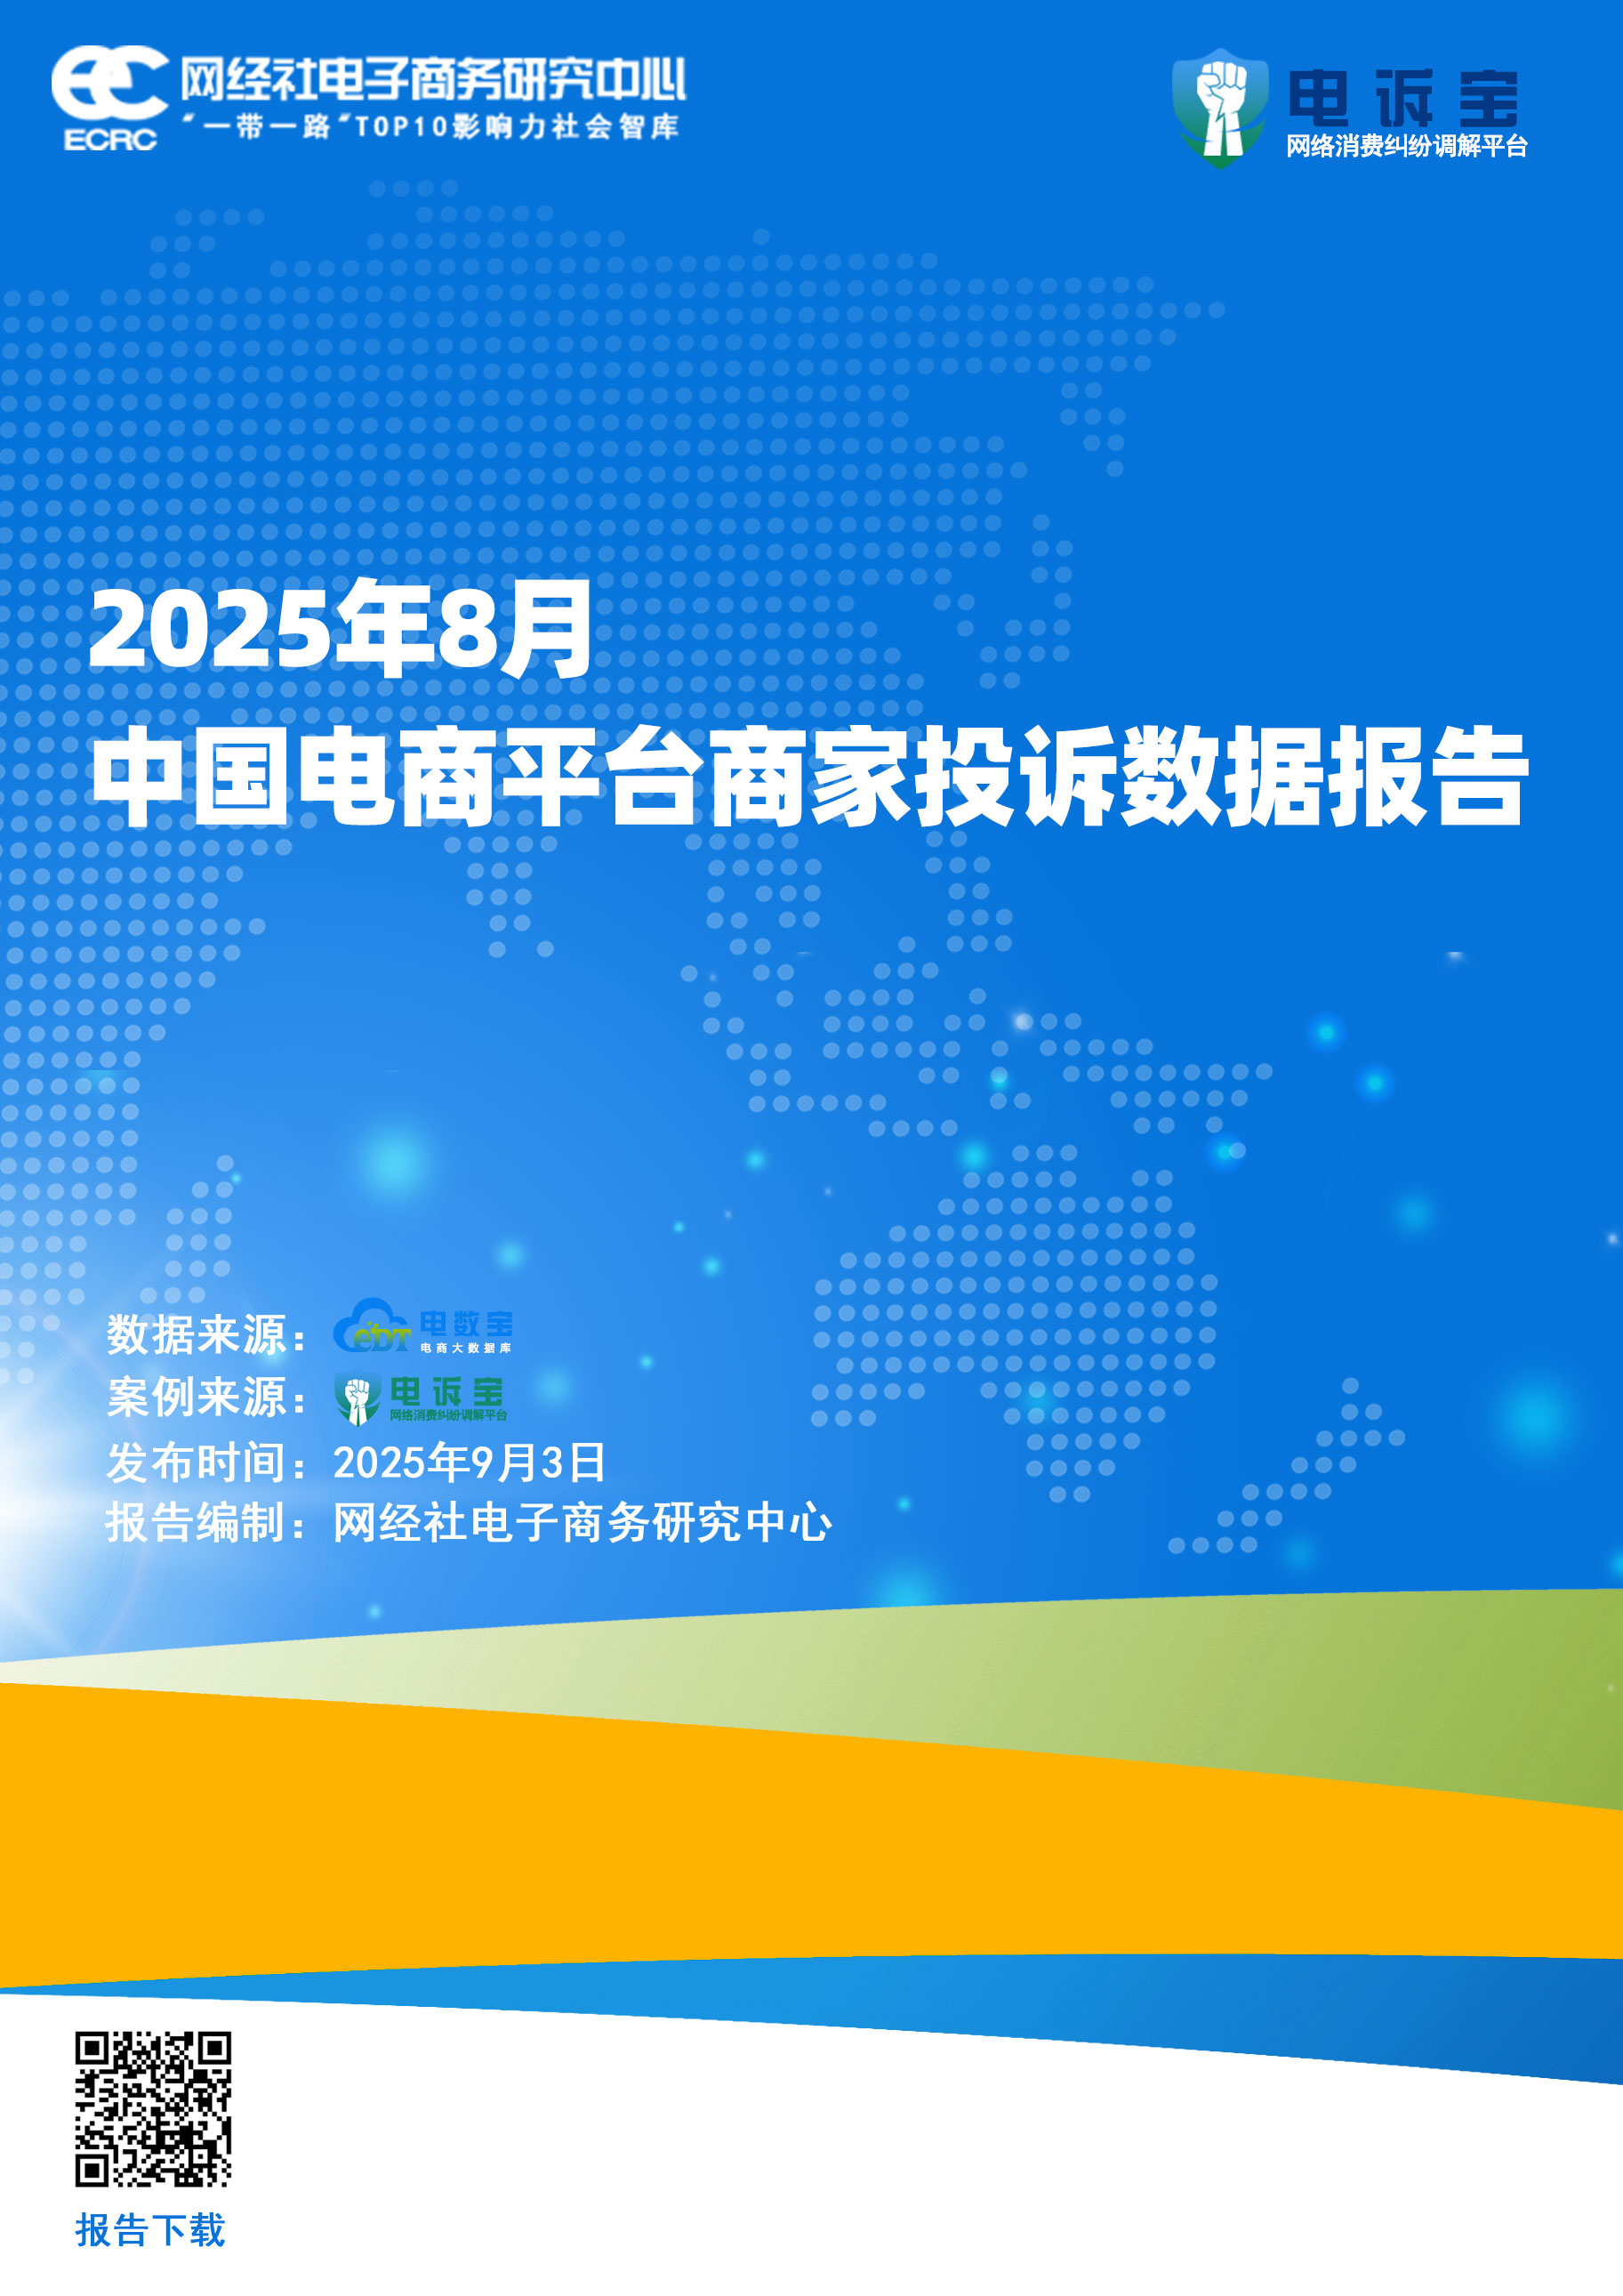 网经社电子商务研究中心
"一带一路"TOP10影响力社会智库
ECRC
电诉宝
网络消费纠纷调解平台
2025年8月
中国电商平台商家投诉数据报告
数据来源：eDT 电数宝
电商大数据库
案例来源：电诉宝
网络消费纠纷调解平台
发布时间：2025年9月3日
报告编制：网经社电子商务研究中心
报告下载